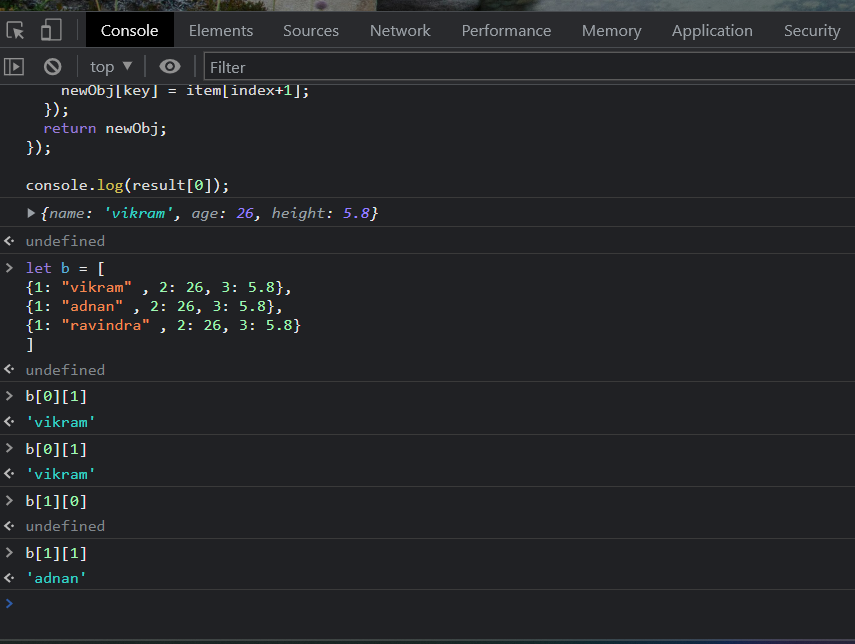 Console Elements Sources Network Performance Memory Application Security
top Filter
newObj[key] = item[index+1];
});
return newObj;
});
console.log(result[0]);
{name: 'vikram', age: 26, height: 5.8}
undefined
let b = [
{1: "vikram" , 2: 26, 3: 5.8},
{1: "adnan" , 2: 26, 3: 5.8},
{1: "ravindra" , 2: 26, 3: 5.8}
]
undefined
b[0][1]
'vikram'
b[0][1]
'vikram'
b[1][0]
undefined
b[1][1]
'adnan'